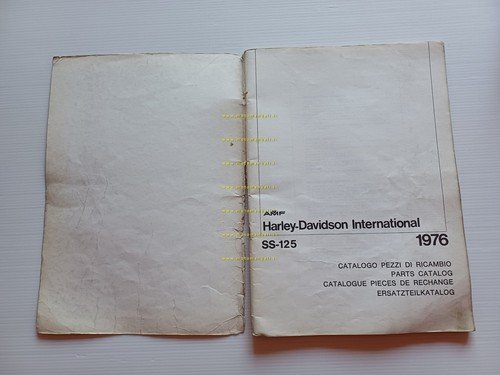 AMF
Harley-Davidson International
SS-125 1976
CATALOGO PEZZI DI RICAMBIO
PARTS CATALOG
CATALOGUE PIECES DE RECHANGE
ERSATZTEILKATALOG